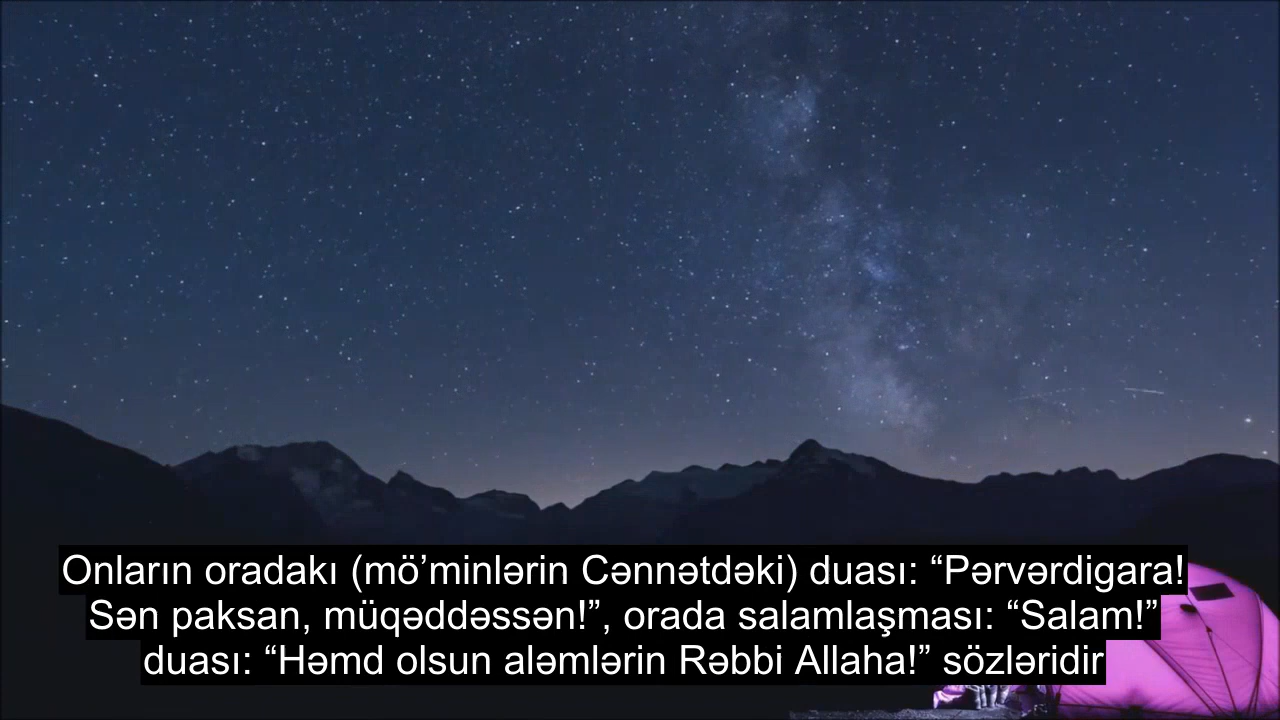 Onların oradakı (mö’minlərin Cənnətdəki) duası: “Pərvərdigara!
Sən paksan, müqəddəssən!”, orada salamlaşması: “Salam!”
duası: “Həmd olsun aləmlərin Rəbbi Allaha!” sözləridir